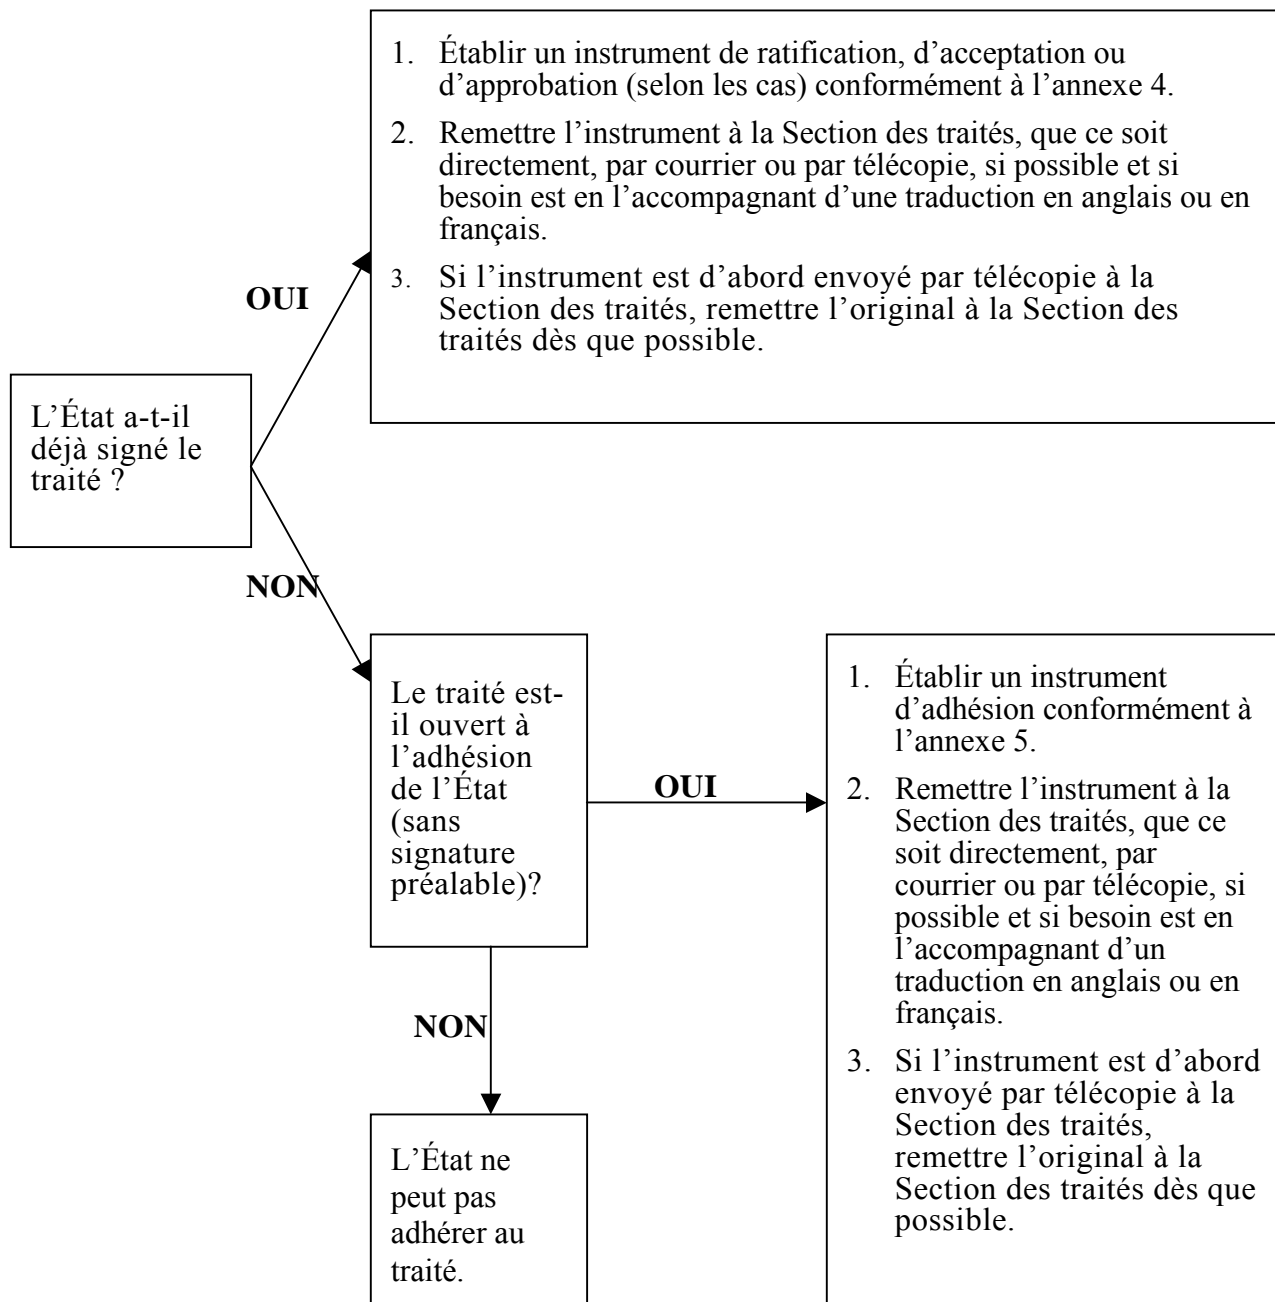 1. Établir un instrument de ratification, d’acceptation ou
d’approbation (selon les cas) conformément à l’annexe 4.
2. Remettre l’instrument à la Section des traités, que ce soit
directement, par courrier ou par télécopie, si possible et si
besoin est en l’accompagnant d’une traduction en anglais ou en
français.
3. Si l’instrument est d’abord envoyé par télécopie à la
Section des traités, remettre l’original à la Section des
traités dès que possible.
OUI
L’État a-t-il
déjà signé le
traité ?
NON
Le traité est-
il ouvert à
l’adhésion
de l’État
(sans
signature
préalable)?
OUI
1. Établir un instrument
d’adhésion conformément à
l’annexe 5.
2. Remettre l’instrument à la
Section des traités, que ce
soit directement, par
courrier ou par télécopie, si
possible et si besoin est en
l’accompagnant d’un
traduction en anglais ou en
français.
3. Si l’instrument est d’abord
envoyé par télécopie à la
Section des traités,
remettre l’original à la
Section des traités dès que
possible.
NON
L’État ne
peut pas
adhérer au
traité.